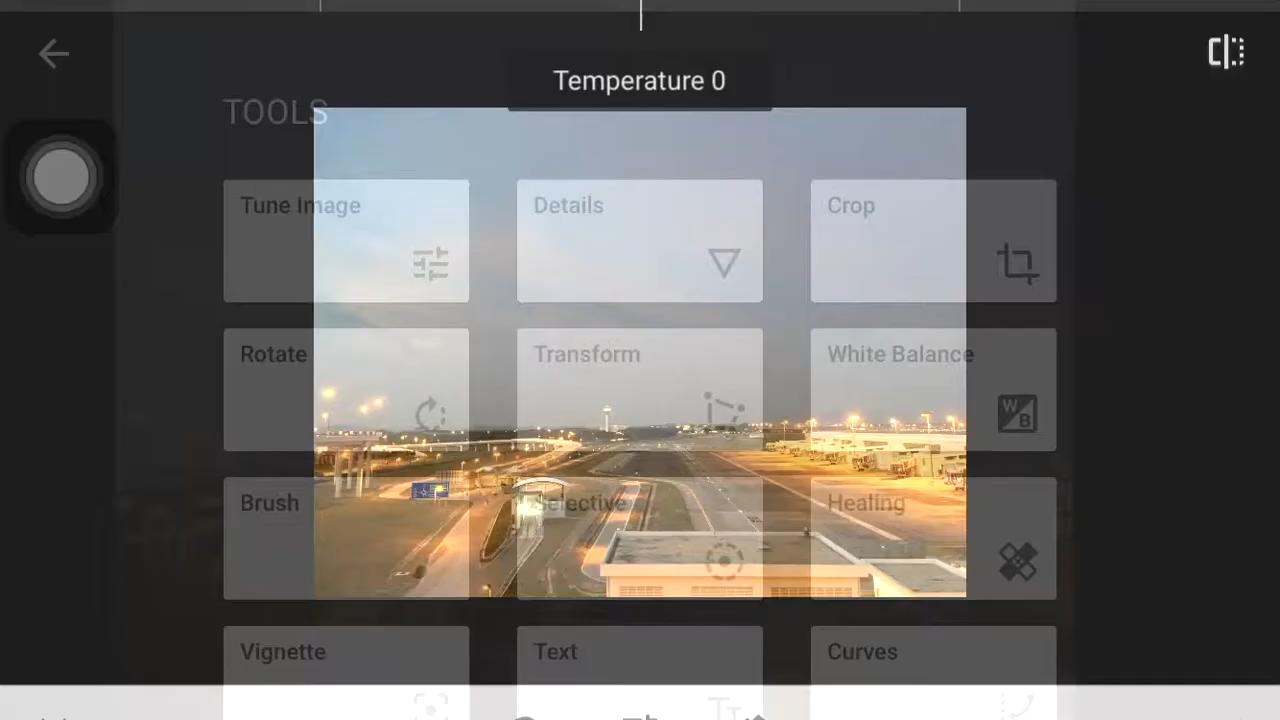 Temperature 0
TOOLS
Tune Image
Details
Crop
Rotate
Transform
White Balance
W
B
Brush
Selective
Healing
Vignette
Text
Curves